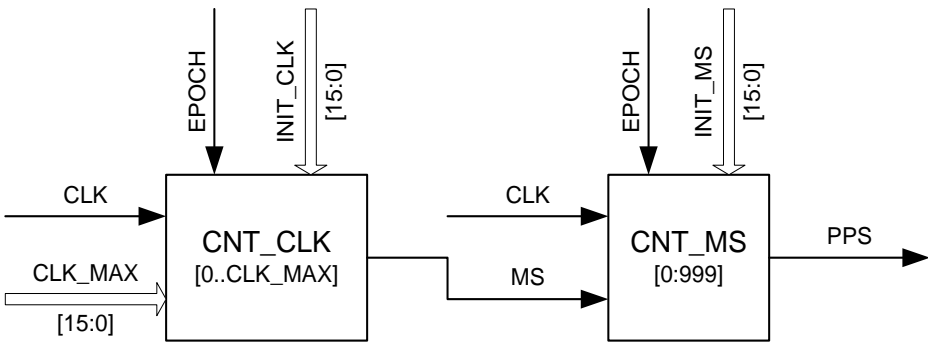 EPOCH
INIT_CLK
[15:0]
EPOCH
INIT_MS
[15:0]
CLK
CNT_CLK
[0..CLK_MAX]
CLK_MAX
[15:0]
CLK
MS
CNT_MS
[0:999]
PPS